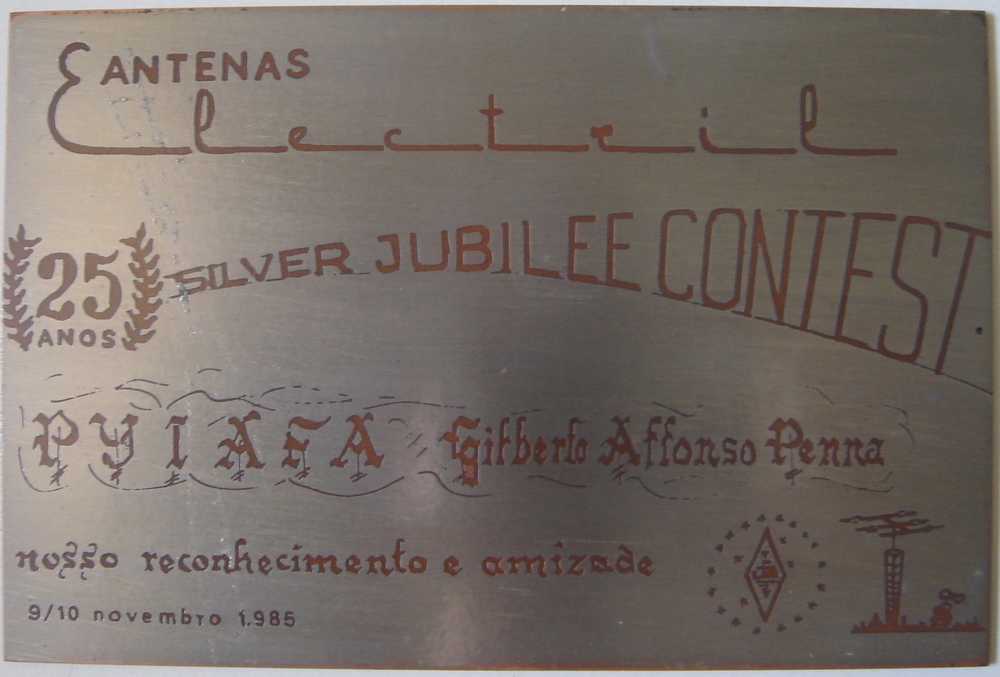 ANTENAS
Electril
25 ANOS
SILVER JUBILEE CONTEST
PY1AFA Gilberto Affonso Penna
nosso reconhecimento e amizade
9/10 novembro 1.985